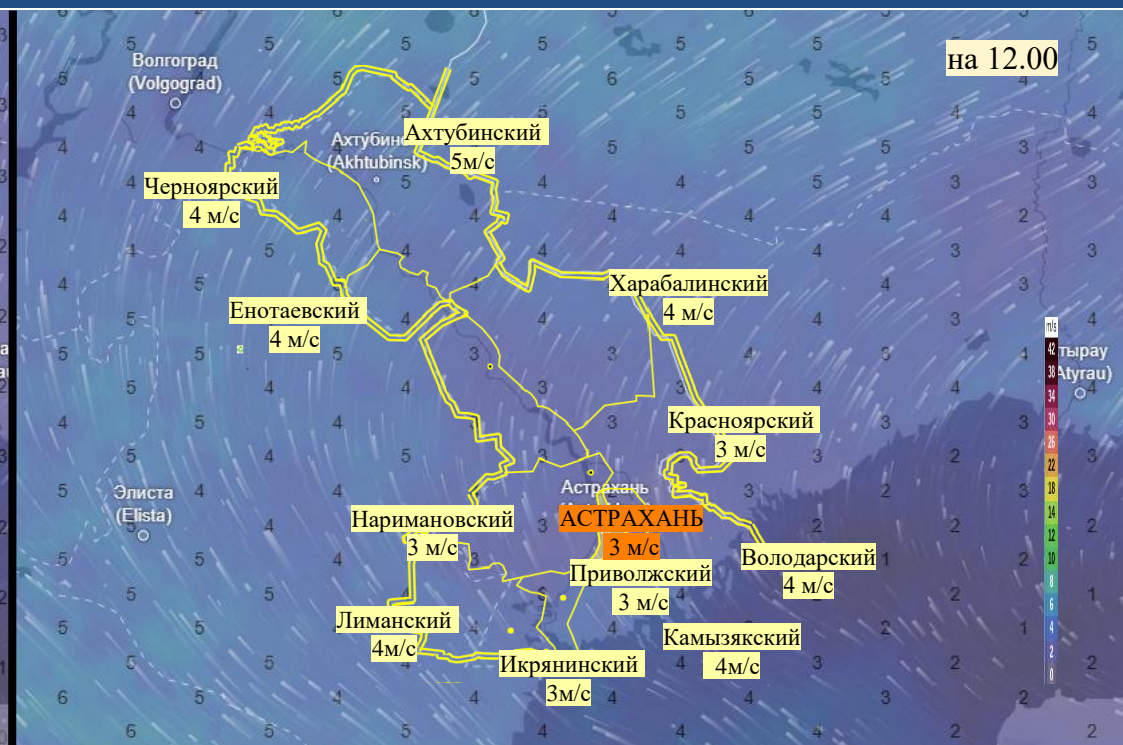 на 12.00
Волгоград
(Volgograd)
Ахтубинский
5м/с
(Akhtubinsk)
Черноярский
4 м/с
Харабалинский
4 м/с
Енотаевский
4 м/с
m/s
42
38
34
30
26
22
18
14
12
10
8
6
4
2
0
тырау
Atyrau)
Красноярский
3 м/с
Элиста
(Elista)
Астрахань
Наримановский
3 м/с
АСТРАХАНЬ
3 м/с
Володарский
4 м/с
Приволжский
3 м/с
Лиманский
4м/с
Камызякский
4м/с
Икрянинский
3м/с